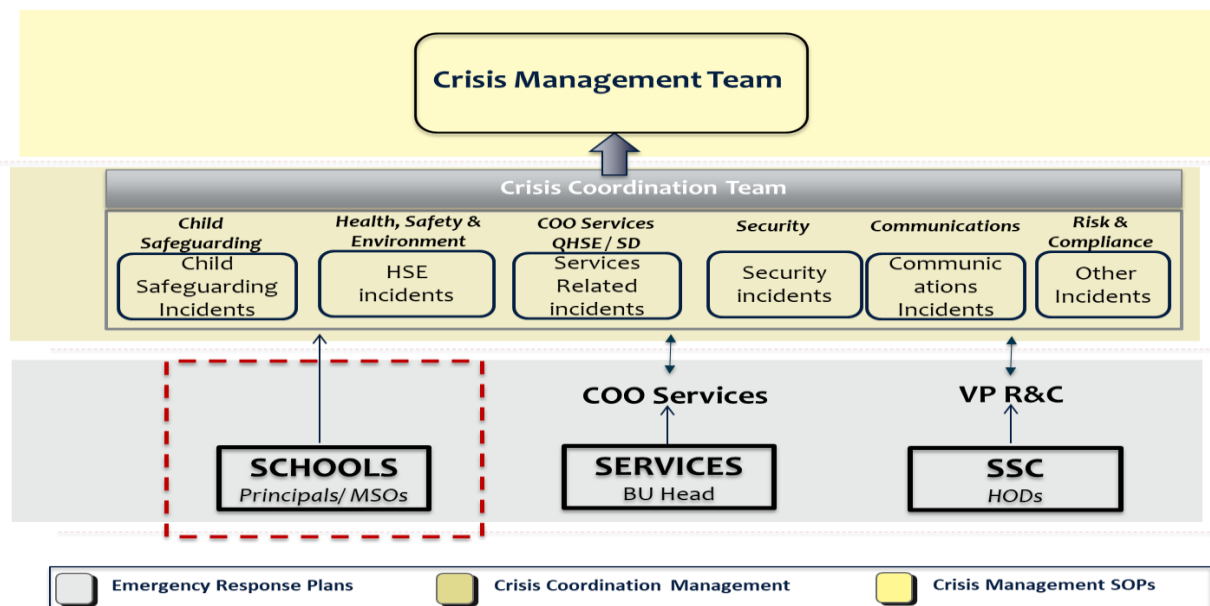 Crisis Management Team
Crisis Coordination Team
Child
Safeguarding
Health, Safety &
Environment
COO Services
QHSE / SD
Security
Communications
Risk &
Compliance
Child
Safeguarding
Incidents
HSE
incidents
Services
Related
incidents
Security
incidents
Communic
ations
Incidents
Other
Incidents
COO Services
VP R&C
SCHOOLS
Principals/ MSOs
SERVICES
BU Head
SSC
HODs
Emergency Response Plans
Crisis Coordination Management
Crisis Management SOPs